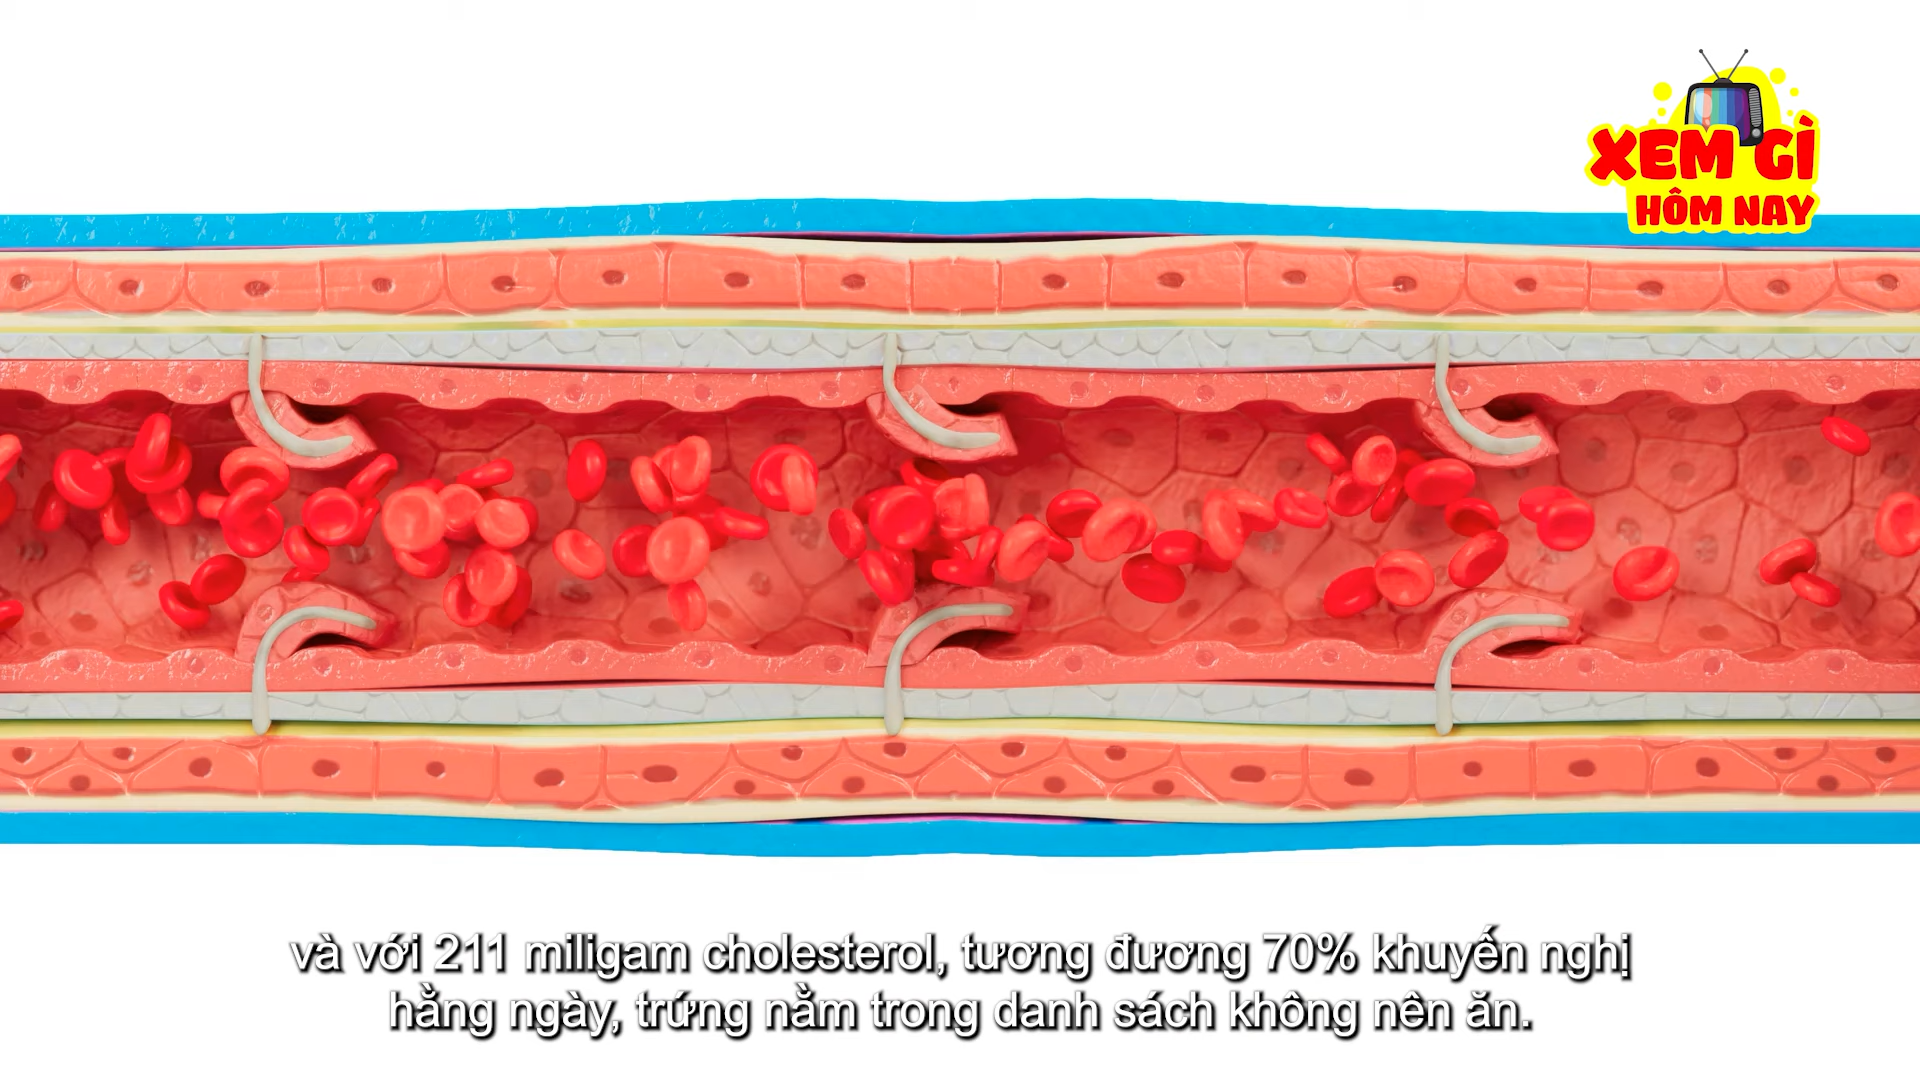 XEM GÌ
HÔM NAY
và với 211 miligam cholesterol, tương đương 70% khuyến nghị
hằng ngày, trứng nằm trong danh sách không nên ăn.